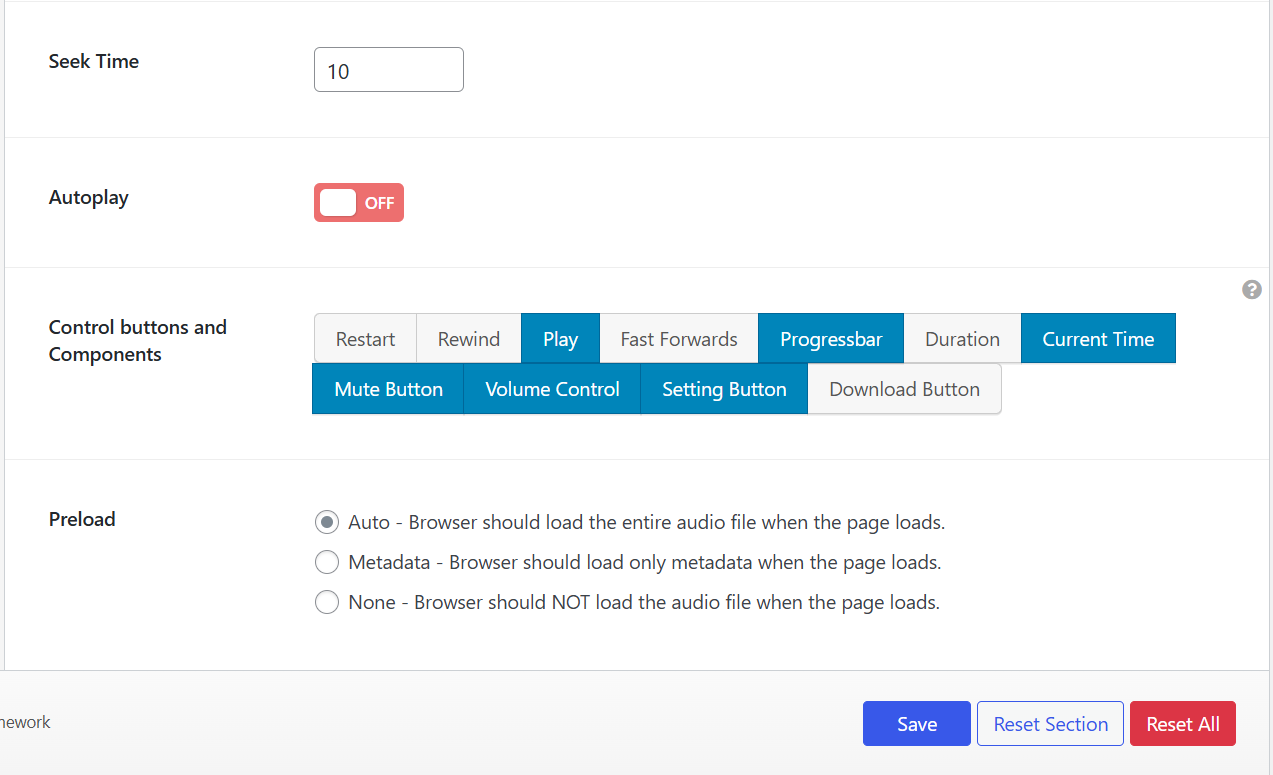 Seek Time
10
Autoplay
OFF
Control buttons and
Components
Restart Rewind Play Fast Forwards Progressbar Duration Current Time
Mute Button Volume Control Setting Button Download Button
Preload
Auto - Browser should load the entire audio file when the page loads.
Metadata - Browser should load only metadata when the page loads.
None - Browser should NOT load the audio file when the page loads.
Save Reset Section Reset All